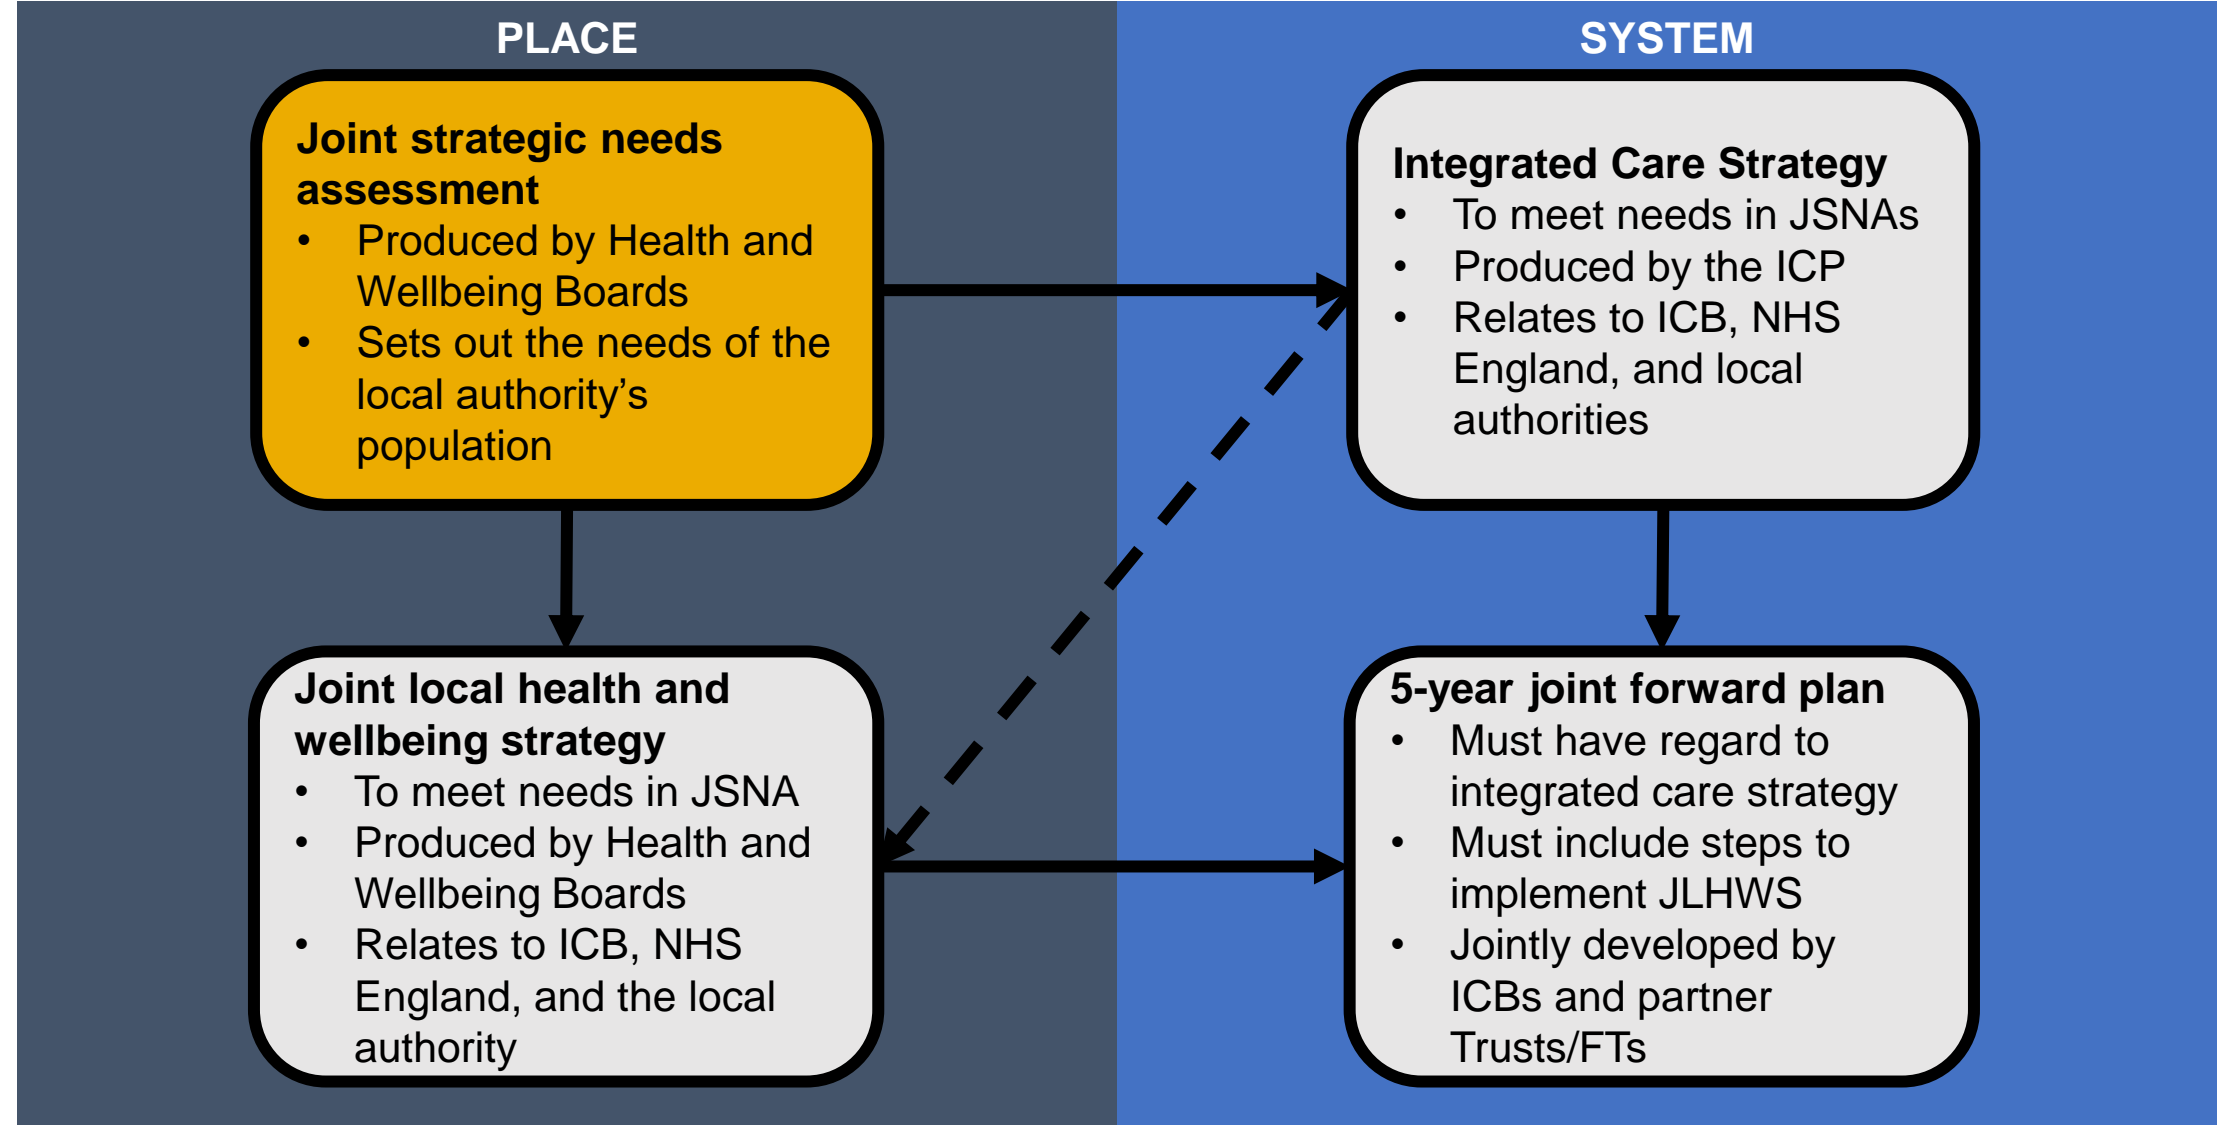 PLACE
Joint strategic needs
assessment
• Produced by Health and
Wellbeing Boards
• Sets out the needs of the
local authority’s
population
Joint local health and
wellbeing strategy
• To meet needs in JSNA
• Produced by Health and
Wellbeing Boards
• Relates to ICB, NHS
England, and the local
authority
SYSTEM
Integrated Care Strategy
• To meet needs in JSNAs
• Produced by the ICP
• Relates to ICB, NHS
England, and local
authorities
5-year joint forward plan
• Must have regard to
integrated care strategy
• Must include steps to
implement JLHWS
• Jointly developed by
ICBs and partner
Trusts/FTs